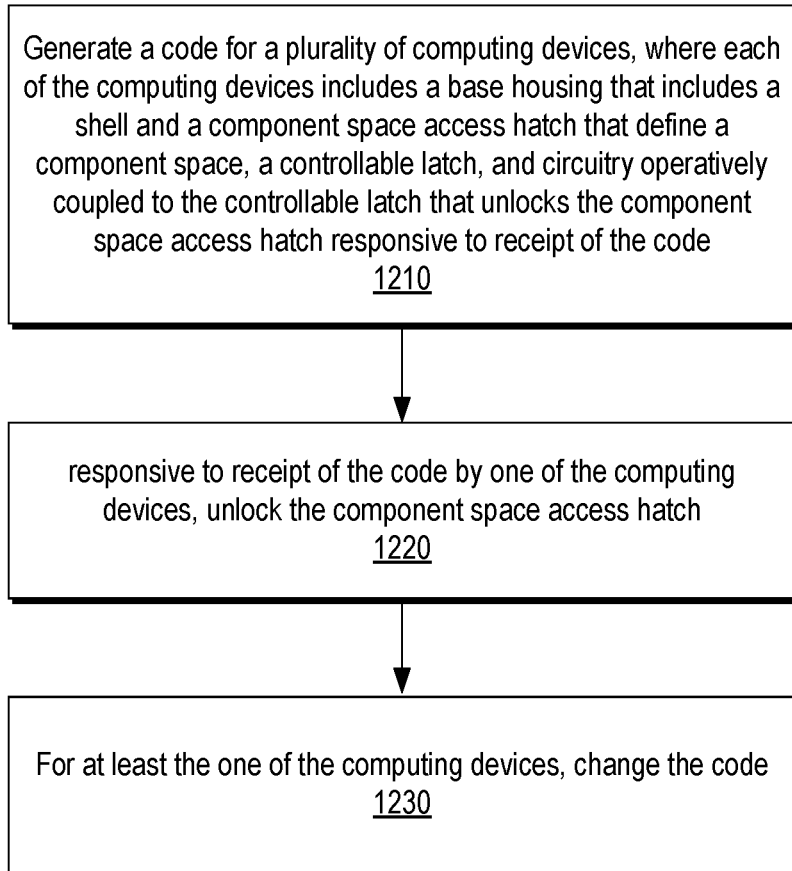 Generate a code for a plurality of computing devices, where each
of the computing devices includes a base housing that includes a
shell and a component space access hatch that define a
component space, a controllable latch, and circuitry operatively
coupled to the controllable latch that unlocks the component
space access hatch responsive to receipt of the code
1210
responsive to receipt of the code by one of the computing
devices, unlock the component space access hatch
1220
For at least the one of the computing devices, change the code
1230